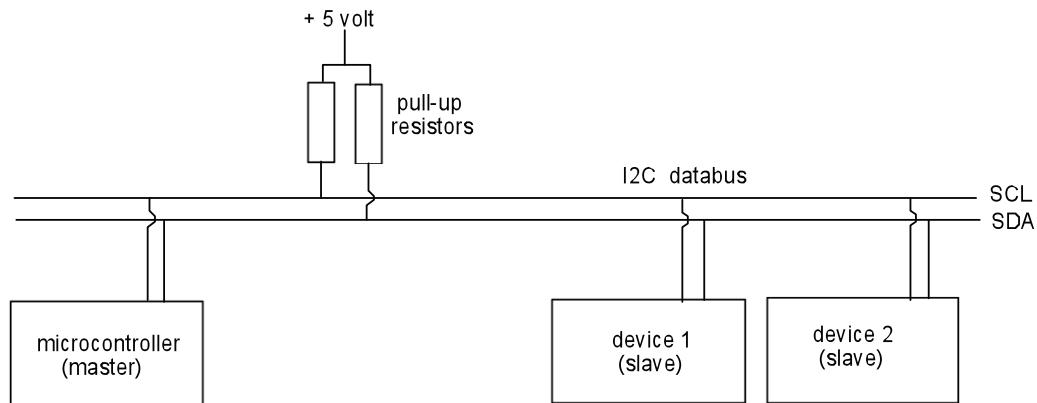 + 5 volt
pull-up
resistors
I2C databus
SCL
SDA
microcontroller
(master)
device 1
(slave)
device 2
(slave)